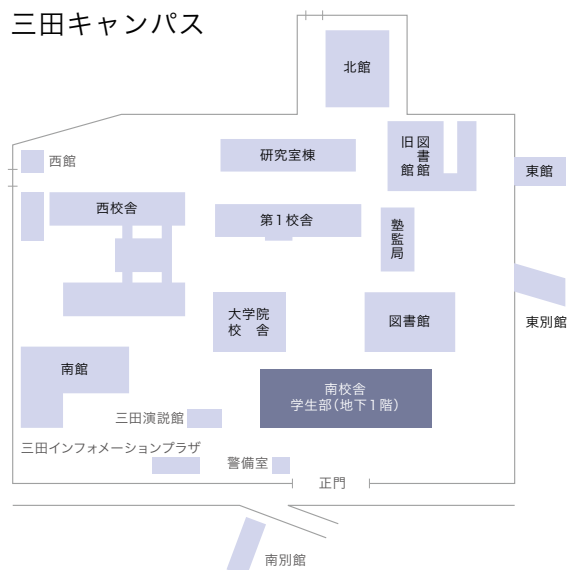 三田キャンパス
北館
研究室棟
旧図書館
東館
西館
西校舎
第1校舎
塾監局
大学院
校舎
図書館
東別館
南館
南校舎
学生部(地下1階)
三田演説館
三田インフォメーションプラザ
警備室
正門
南別館